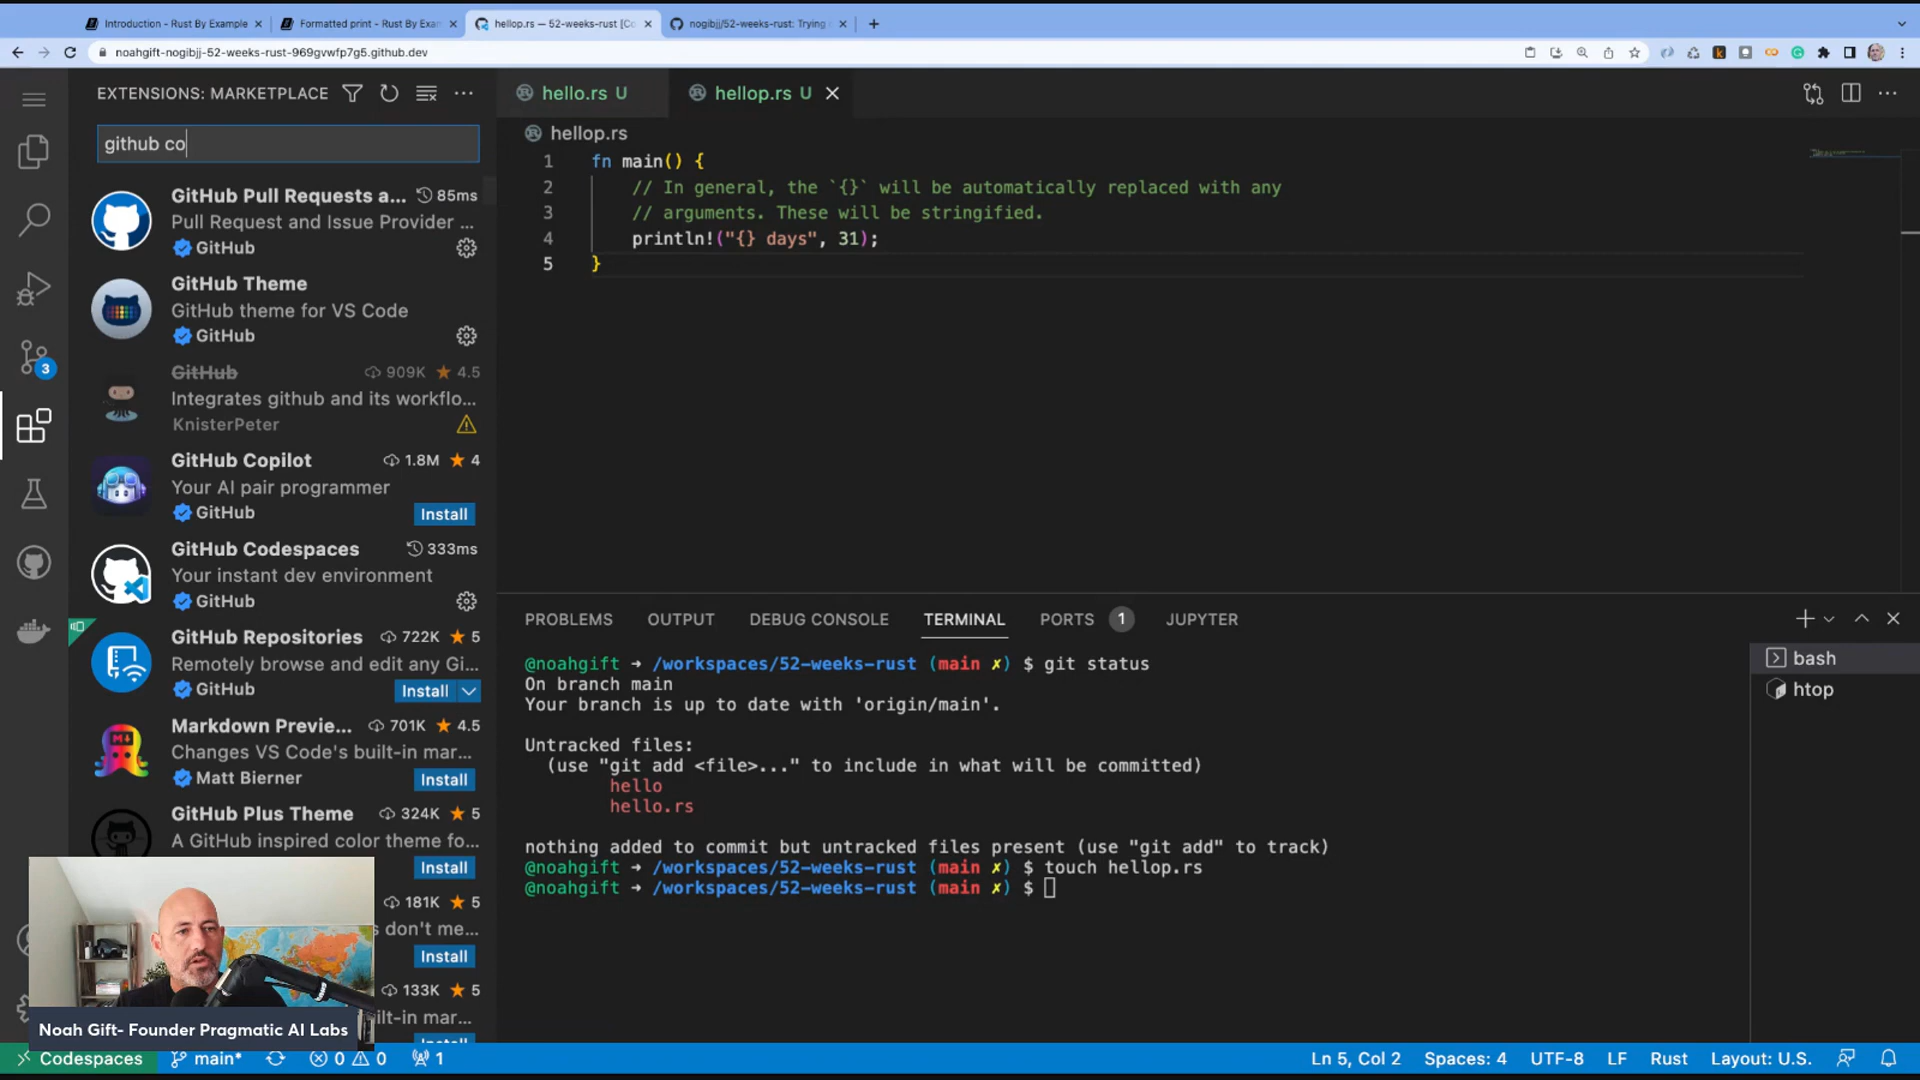 Introduction - Rust By Example
Formatted print - Rust By Exam
hellop.rs — 52-weeks-rust [Co
nogibjj/52-weeks-rust: Trying
noahgift-nogibjj-52-weeks-rust-969gvwfp7g5.github.dev
EXTENSIONS: MARKETPLACE
github co
GitHub Pull Requests a... 85ms
Pull Request and Issue Provider ...
GitHub
GitHub Theme
GitHub theme for VS Code
GitHub
GitHub 909K 4.5
Integrates github and its workflo...
KnisterPeter
GitHub Copilot 1.8M 4
Your AI pair programmer
GitHub Install
GitHub Codespaces 333ms
Your instant dev environment
GitHub
GitHub Repositories 722K 5
Remotely browse and edit any Gi...
GitHub Install
Markdown Previe... 701K 4.5
Changes VS Code's built-in mar...
Matt Bierner Install
GitHub Plus Theme 324K 5
A GitHub inspired color theme fo...
Install
181K 5
s don't me...
Install
133K 5
ilt-in mar...
Install
3
hello.rs U
hellop.rs U
hellop.rs
1 fn main() {
2 // In general, the `{}` will be automatically replaced with any
3 // arguments. These will be stringified.
4 println!("{} days", 31);
5 }
PROBLEMS OUTPUT DEBUG CONSOLE TERMINAL PORTS 1 JUPYTER
@noahgift ➜ /workspaces/52-weeks-rust (main ✗) $ git status
On branch main
Your branch is up to date with 'origin/main'.
Untracked files:
(use "git add <file>..." to include in what will be committed)
hello
hello.rs
nothing added to commit but untracked files present (use "git add" to track)
@noahgift ➜ /workspaces/52-weeks-rust (main ✗) $ touch hellop.rs
@noahgift ➜ /workspaces/52-weeks-rust (main ✗) $
bash
htop
Noah Gift- Founder Pragmatic AI Labs
Codespaces main* 0 0 1
Ln 5, Col 2 Spaces: 4 UTF-8 LF Rust Layout: U.S.